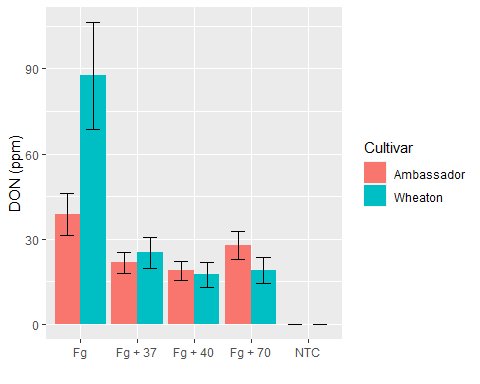 DON (ppm)
90
60
30
0
Fg
Fg + 37
Fg + 40
Fg + 70
NTC
Cultivar
Ambassador
Wheaton